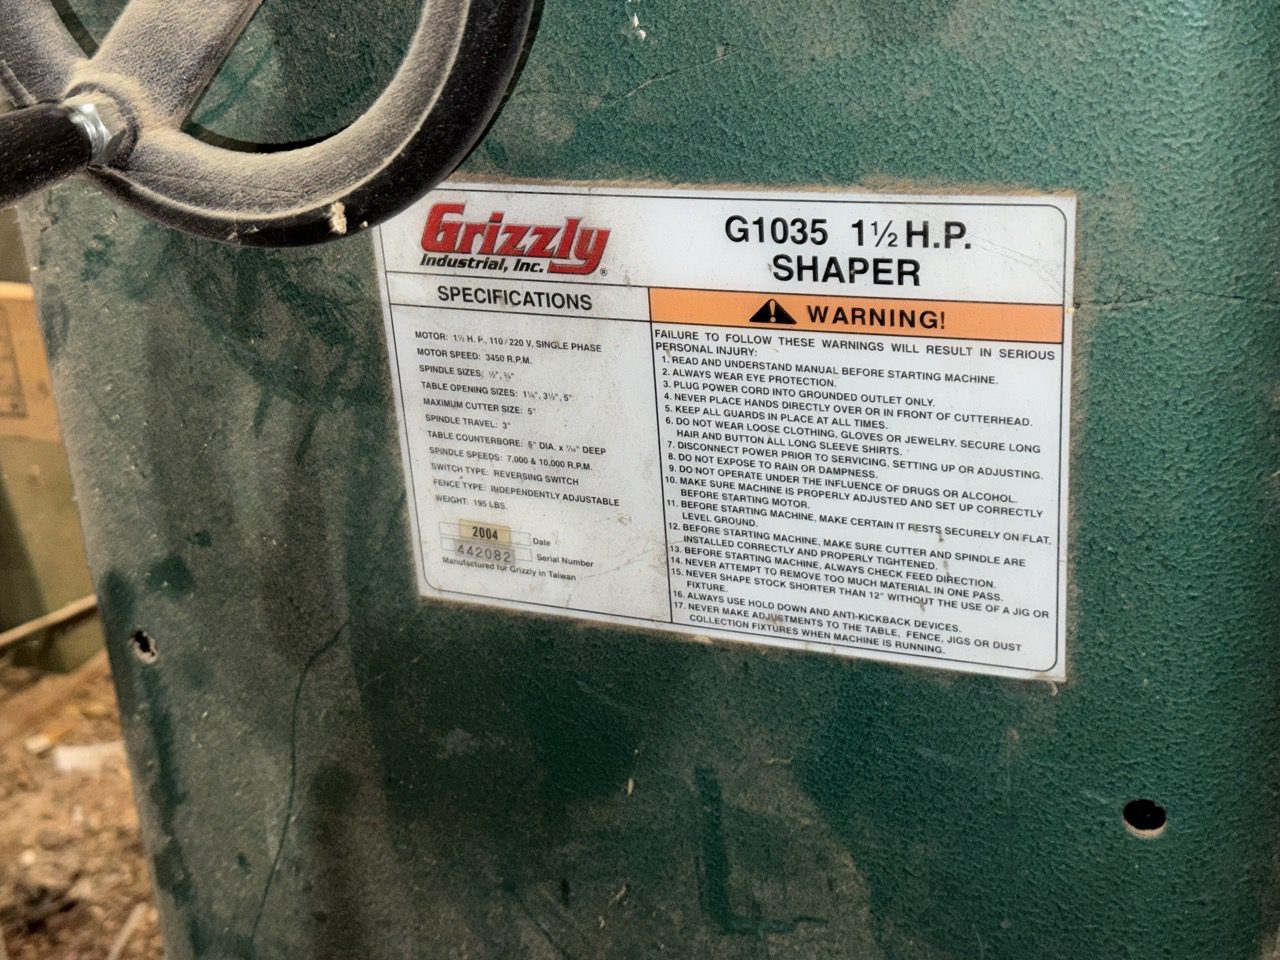 Grizzly
Industrial, Inc. ®
G1035 1½ H.P.
SHAPER
SPECIFICATIONS
MOTOR: 1½ H. P., 110/220 V, SINGLE PHASE
MOTOR SPEED: 3450 R.P.M.
SPINDLE SIZES: ½", ¾"
TABLE OPENING SIZES: 1¼", 3½", 5"
MAXIMUM CUTTER SIZE: 5"
SPINDLE TRAVEL: 3"
TABLE COUNTERBORE: DIA. x DEEP
SPINDLE SPEEDS: 7,000 & 10,000 R.P.M.
SWITCH TYPE: REVERSING SWITCH
FENCE TYPE: INDEPENDENTLY ADJUSTABLE
WEIGHT: 195 LBS.
2004 Date
442082 Serial Number
Manufactured for Grizzly in Taiwan
WARNING!
FAILURE TO FOLLOW THESE WARNINGS WILL RESULT IN SERIOUS
PERSONAL INJURY:
1. READ AND UNDERSTAND MANUAL BEFORE STARTING MACHINE.
2. ALWAYS WEAR EYE PROTECTION.
3. PLUG POWER CORD INTO GROUNDED OUTLET ONLY.
4. NEVER PLACE HANDS DIRECTLY OVER OR IN FRONT OF CUTTERHEAD.
5. KEEP ALL GUARDS IN PLACE AT ALL TIMES.
6. DO NOT WEAR LOOSE CLOTHING, GLOVES OR JEWELRY. SECURE LONG
HAIR AND BUTTON ALL LONG SLEEVE SHIRTS.
7. DISCONNECT POWER PRIOR TO SERVICING, SETTING UP OR ADJUSTING.
8. DO NOT EXPOSE TO RAIN OR DAMPNESS.
9. DO NOT OPERATE UNDER THE INFLUENCE OF DRUGS OR ALCOHOL.
10. MAKE SURE MACHINE IS PROPERLY ADJUSTED AND SET UP CORRECTLY
BEFORE STARTING MOTOR.
11. BEFORE STARTING MACHINE, MAKE CERTAIN IT RESTS SECURELY ON FLAT,
LEVEL GROUND.
12. BEFORE STARTING MACHINE, MAKE SURE CUTTER AND SPINDLE ARE
INSTALLED CORRECTLY AND PROPERLY TIGHTENED.
13. BEFORE STARTING MACHINE, ALWAYS CHECK FEED DIRECTION.
14. NEVER ATTEMPT TO REMOVE TOO MUCH MATERIAL IN ONE PASS.
15. NEVER SHAPE STOCK SHORTER THAN 12" WITHOUT THE USE OF A JIG OR
FIXTURE.
16. ALWAYS USE HOLD DOWN AND ANTI-KICKBACK DEVICES.
17. NEVER MAKE ADJUSTMENTS TO THE TABLE, FENCE, JIGS OR DUST
COLLECTION FIXTURES WHEN MACHINE IS RUNNING.